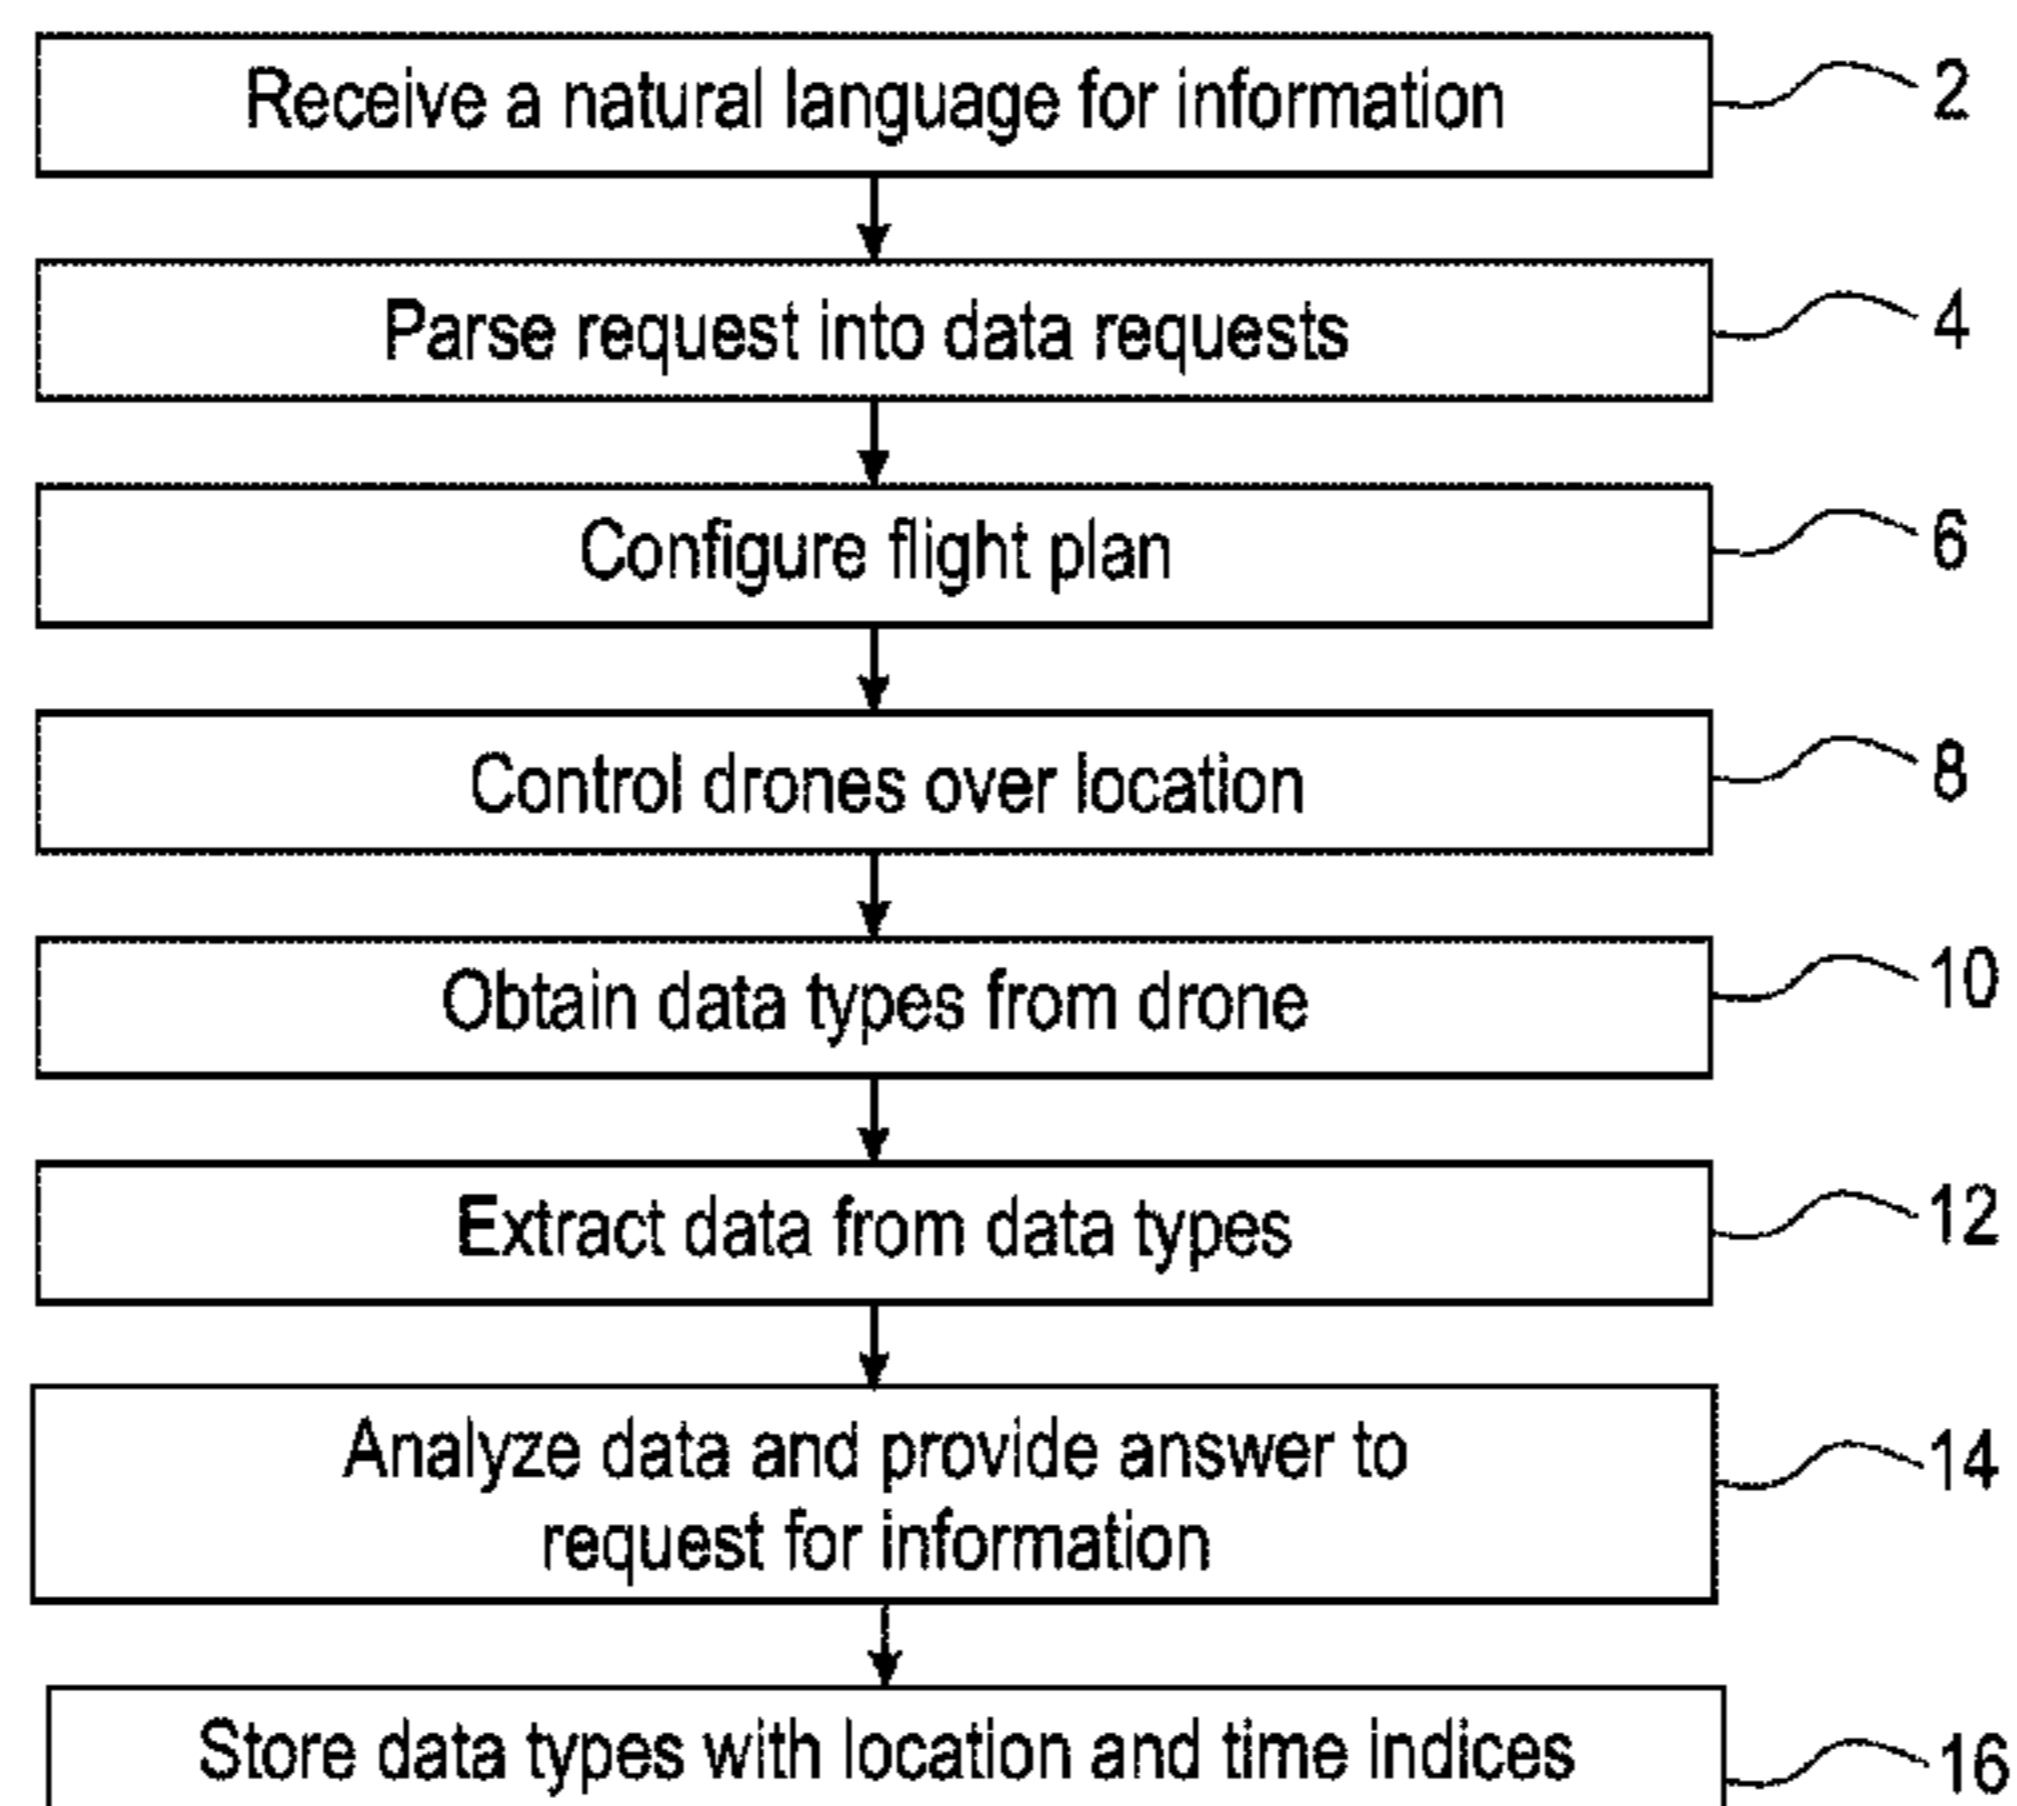 Receive a natural language for information 2
Parse request into data requests 4
Configure flight plan 6
Control drones over location 8
Obtain data types from drone 10
Extract data from data types 12
Analyze data and provide answer to 14
request for information
Store data types with location and time indices 16